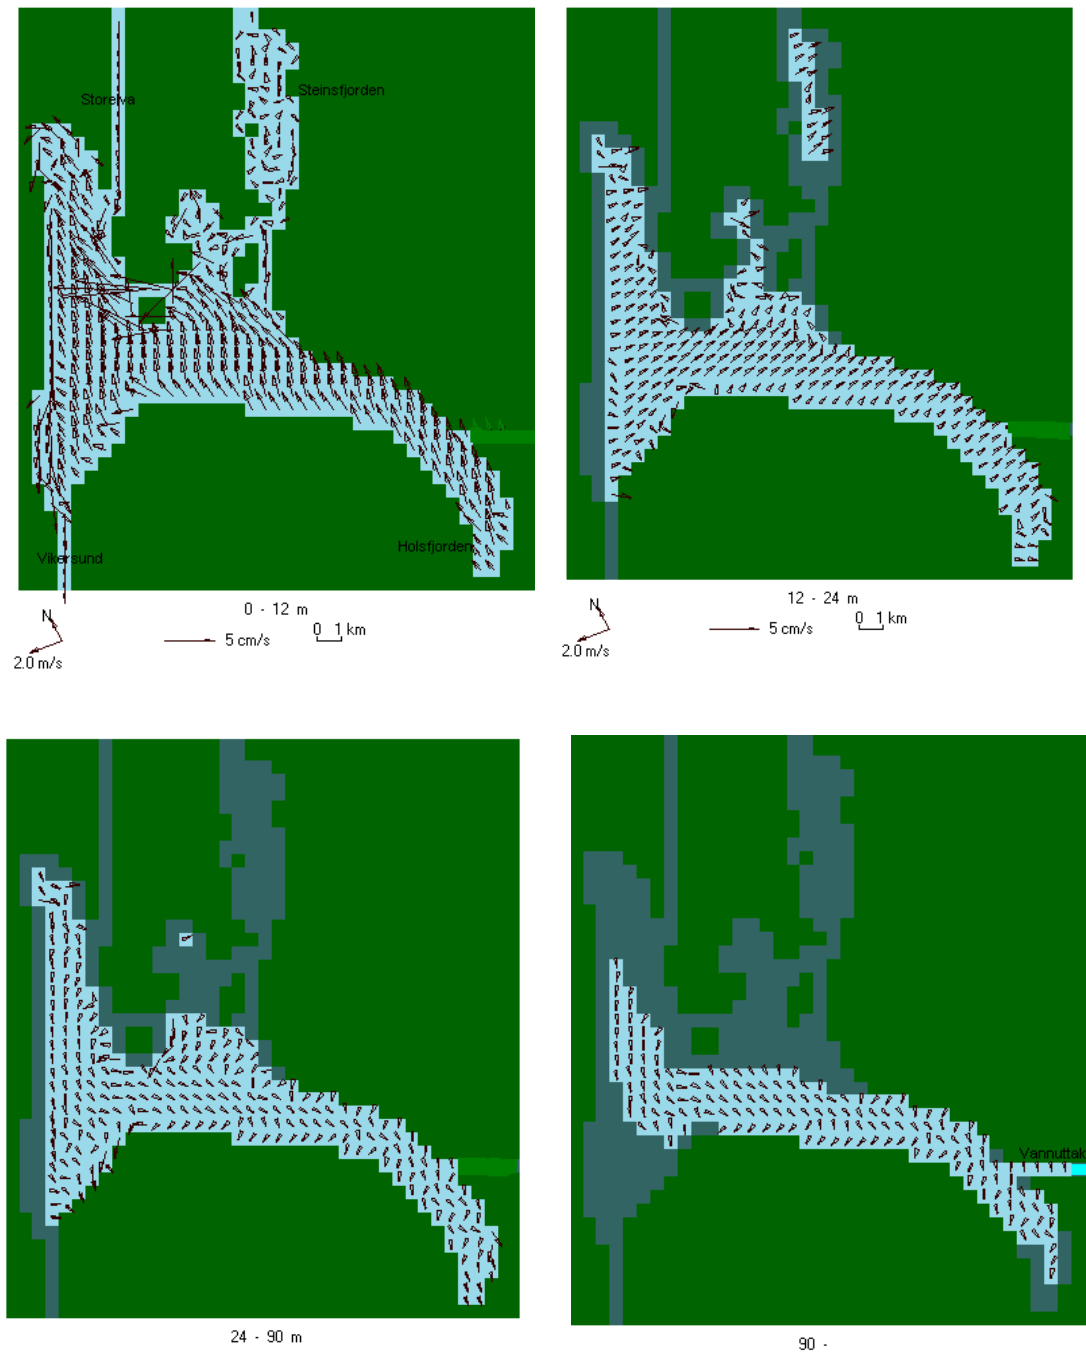 Storelva
Steinsfjorden
Vikersund
Holsfjorden
0 - 12 m
N
2.0 m/s
5 cm/s
0 1 km
12 - 24 m
N
2.0 m/s
5 cm/s
0 1 km
24 - 90 m
Vannuttak
90 -